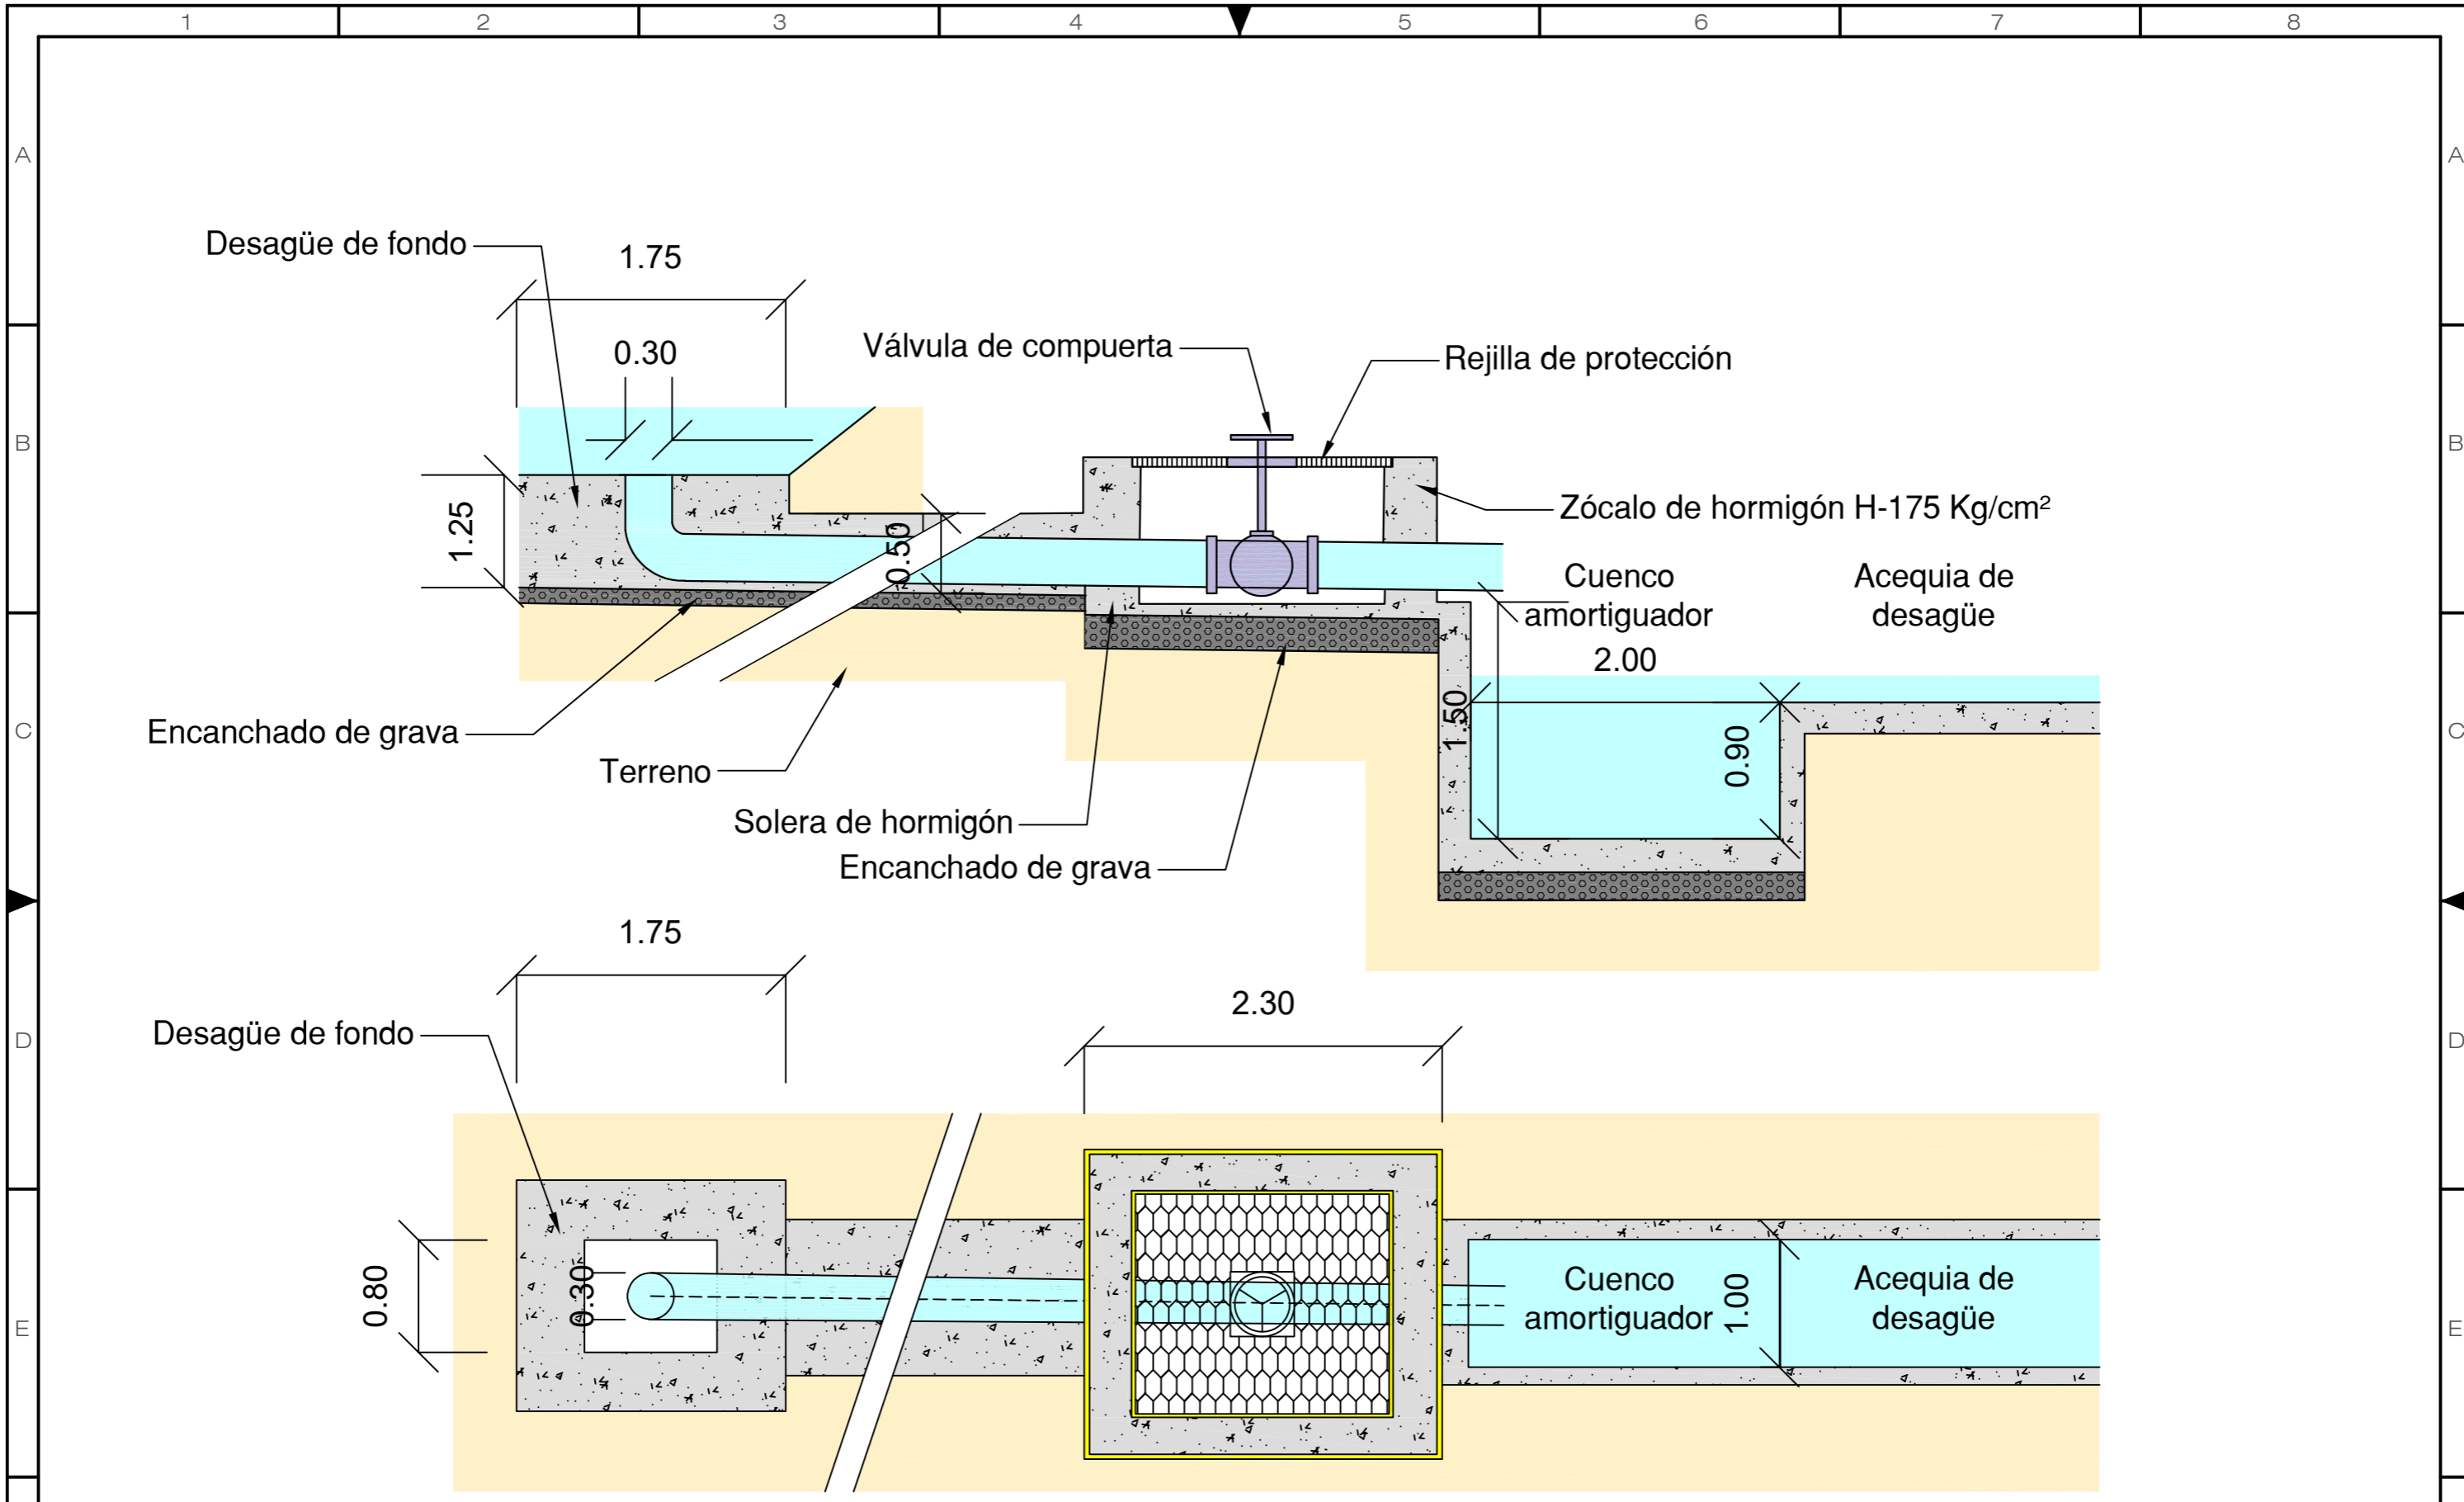 1 2 3 4 5 6 7 8
A A
Desagüe de fondo
1.75
0.30
Válvula de compuerta
Rejilla de protección
B B
1.25
0.50
Zócalo de hormigón H-175 Kg/cm²
Cuenco
amortiguador
Acequia de
desagüe
2.00
1.50
0.90
C C
Encanchado de grava
Terreno
Solera de hormigón
Encanchado de grava
1.75
2.30
Desagüe de fondo
D D
0.80
0.30
Cuenco
amortiguador
1.00
Acequia de
desagüe
E E